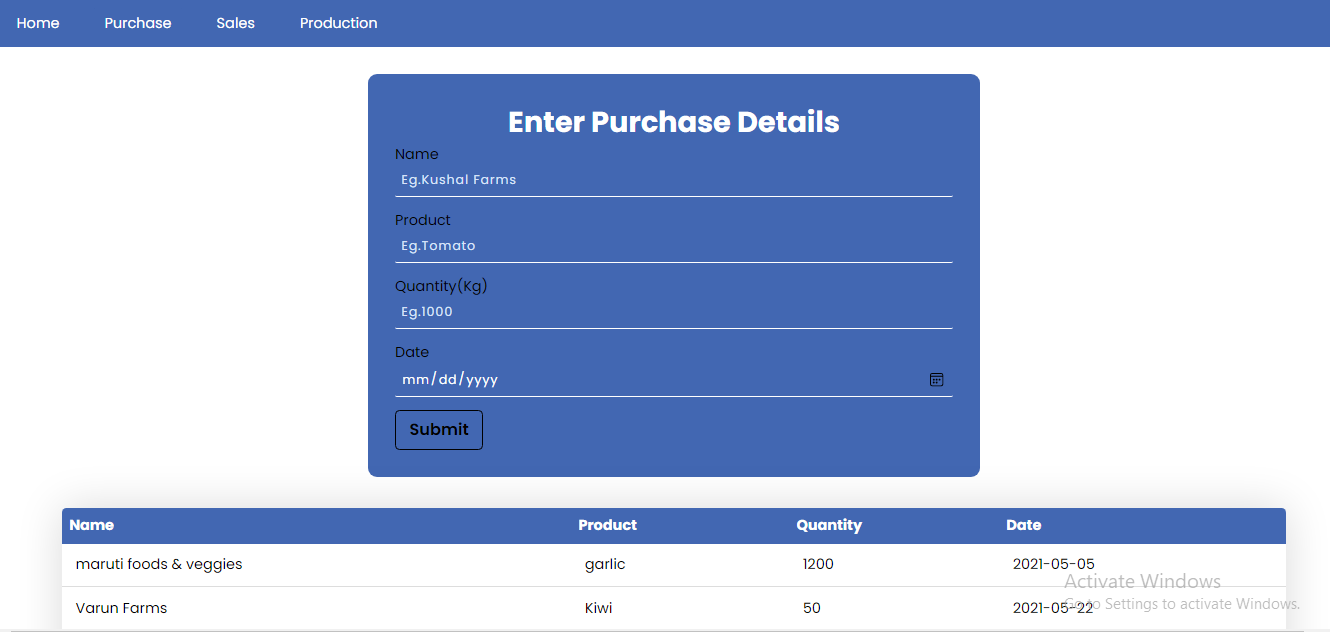 Home Purchase Sales Production
Enter Purchase Details
Name
Eg.Kushal Farms
Product
Eg.Tomato
Quantity(Kg)
Eg.1000
Date
mm/dd/yyyy
Submit
Name Product Quantity Date
maruti foods & veggies garlic 1200 2021-05-05
Activate Windows
Varun Farms Kiwi 50 2021-05-22
Go to Settings to activate Windows.